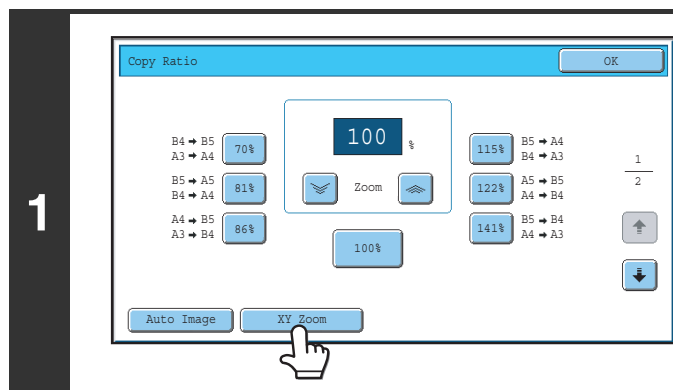 1
Copy Ratio
OK
100 %
Zoom
100%
B4 → B5
A3 → A4
70%
B5 → A5
B4 → A4
81%
A4 → B5
A3 → B4
86%
115%
B5 → A4
B4 → A3
122%
A5 → B5
A4 → B4
141%
B5 → B4
A4 → A3
1
2
Auto Image
XY Zoom